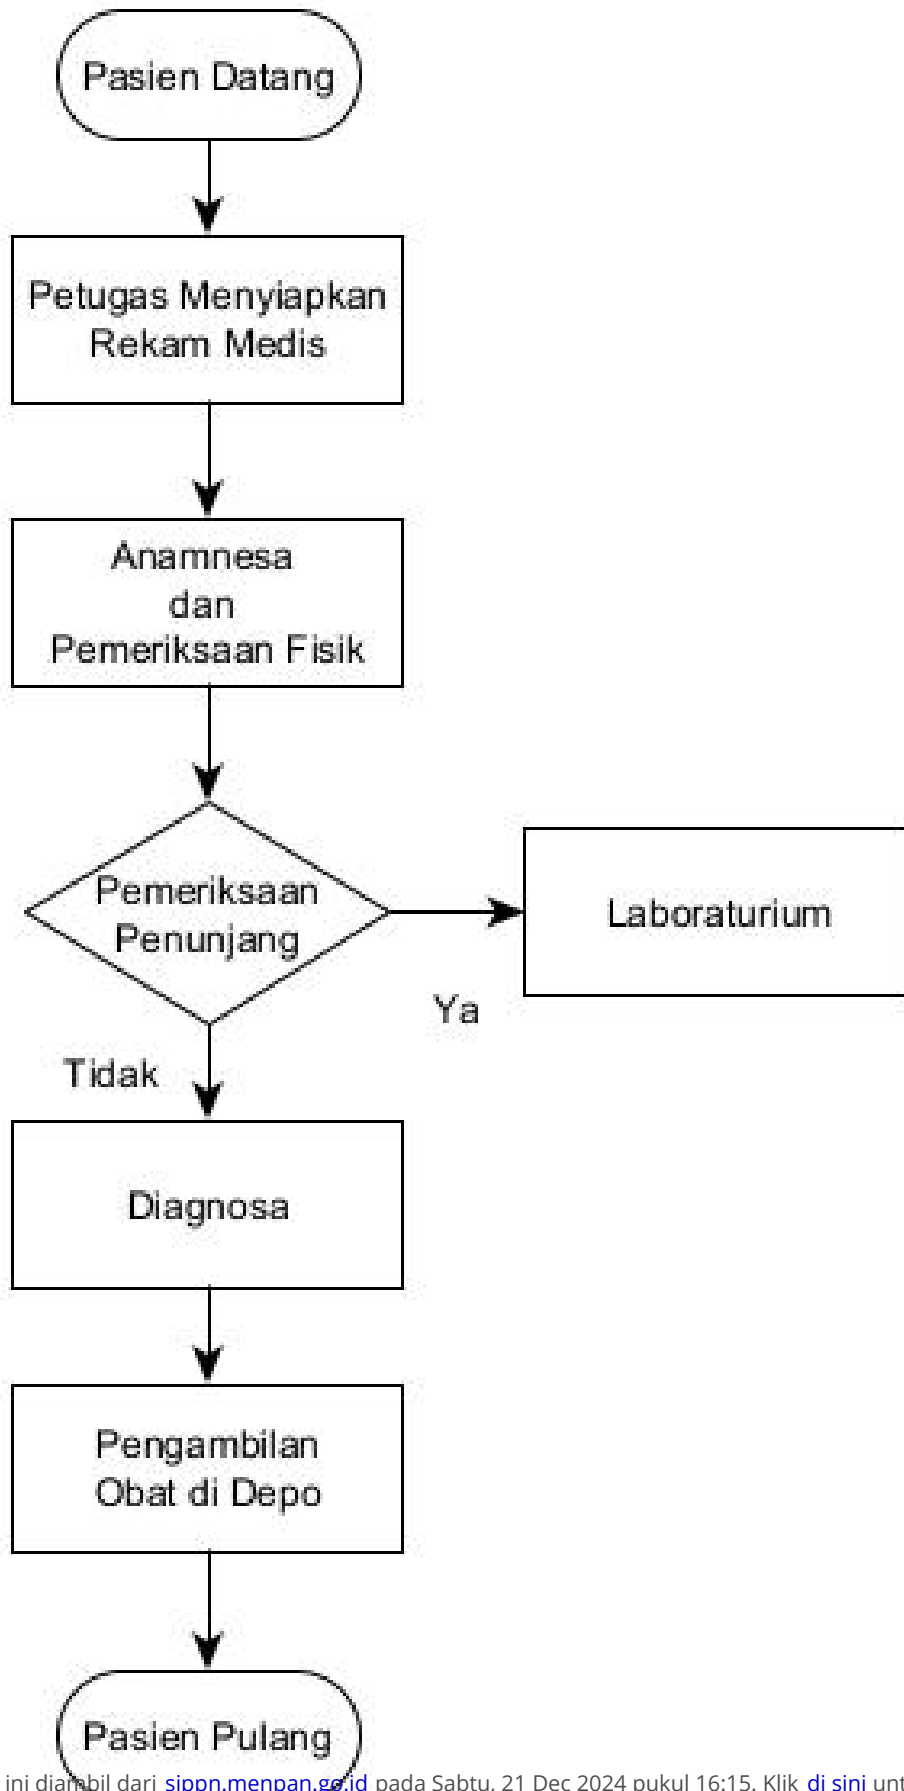 Pasien Datang
Petugas Menyiapkan
Rekam Medis
Anamnesa
dan
Pemeriksaan Fisik
Pemeriksaan
Penunjang
Laboraturium
Ya
Tidak
Diagnosa
Pengambilan
Obat di Depo
Pasien Pulang
ini diambil dari sippn.menpan.go.id pada Sabtu, 21 Dec 2024 pukul 16:15. Klik di sini unt